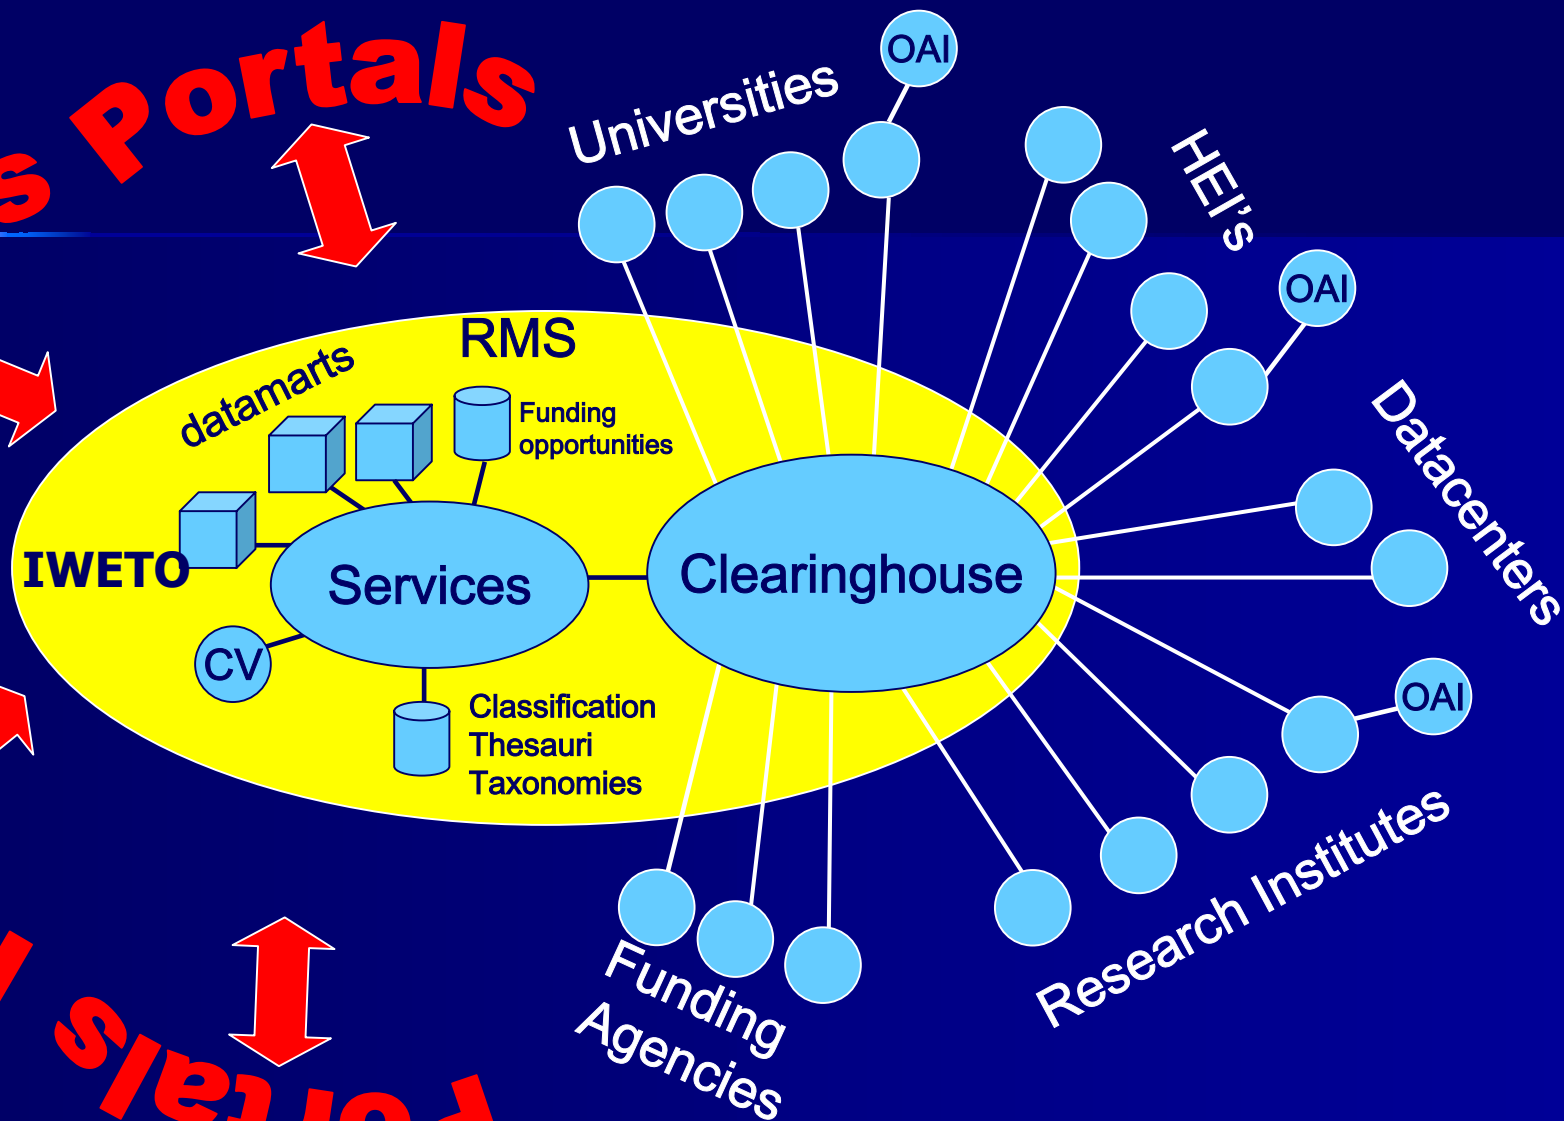 s Portals
Universities
OAI
HEI's
OAI
Datacenters
RMS
datamarts
Funding
opportunities
IWETO
Services
Clearinghouse
CV
Classification
Thesauri
Taxonomies
OAI
Research Institutes
Funding
Agencies
Portals